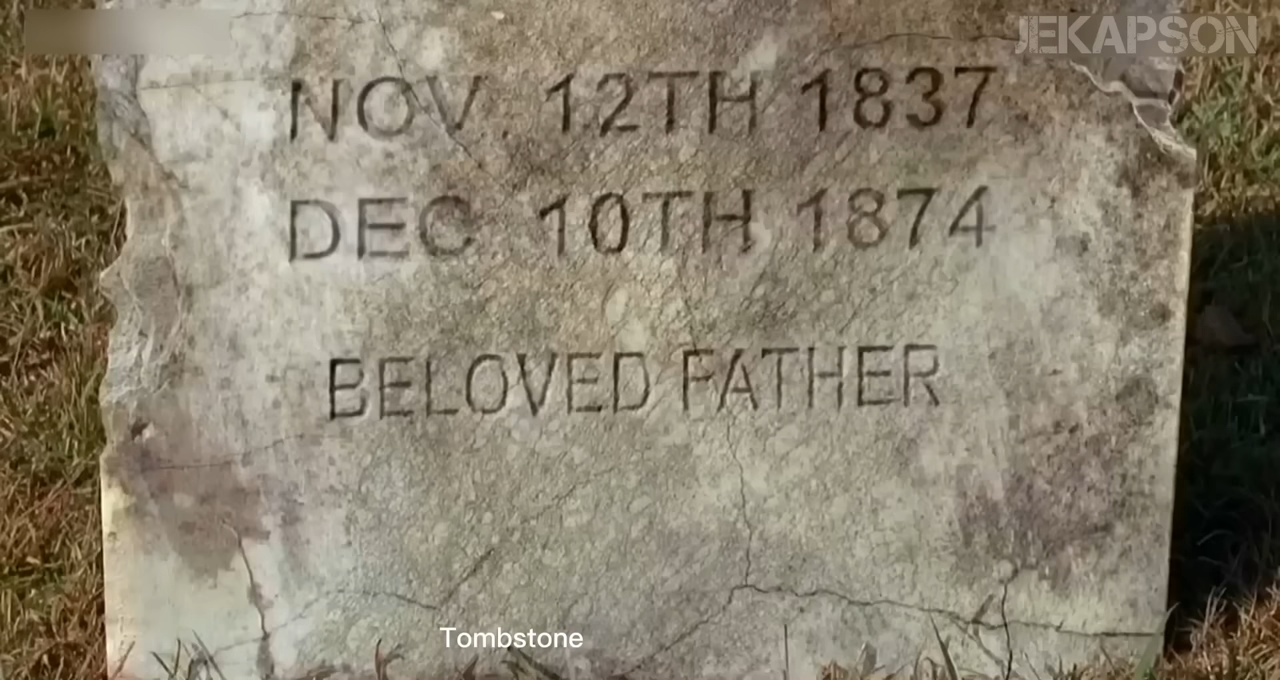 JEKAPSON
NOV. 12TH 1837
DEC 10TH 1874
BELOVED FATHER
Tombstone